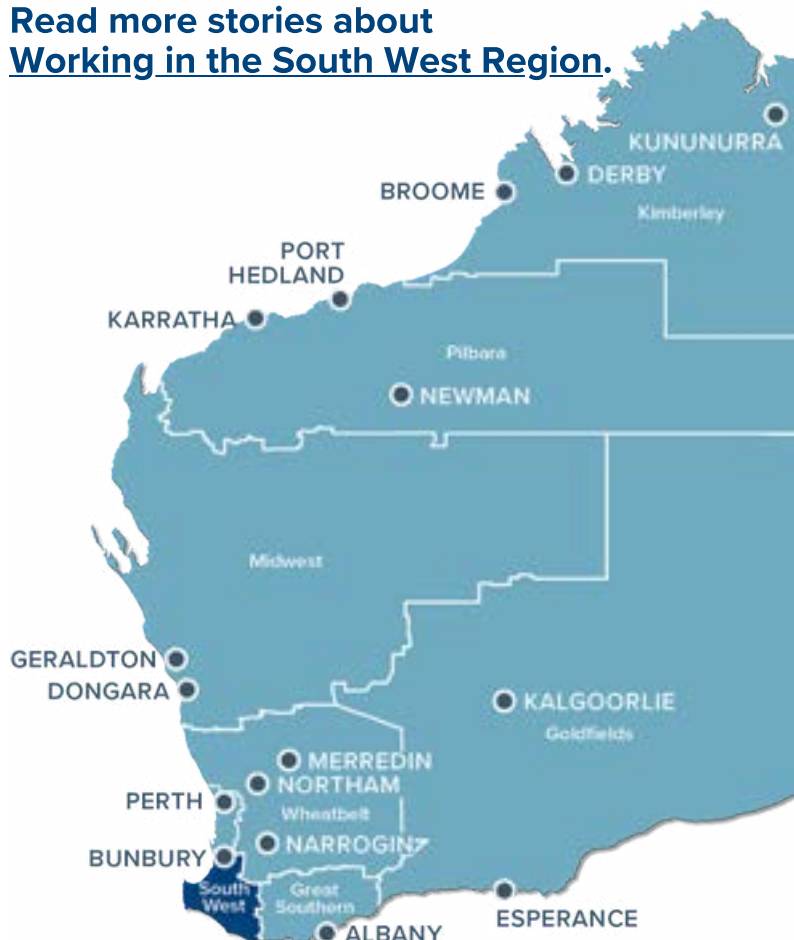 Read more stories about
Working in the South West Region.
KUNUNURRA
DERBY
BROOME
Kimberley
PORT
HEDLAND
KARRATHA
Pilbara
NEWMAN
Midwest
GERALDTON
DONGARA
KALGOORLIE
Goldfields
MERREDIN
NORTHAM
PERTH
Wheatbelt
NARROGIN
BUNBURY
South
West
Great
Southern
ESPERANCE
ALBANY